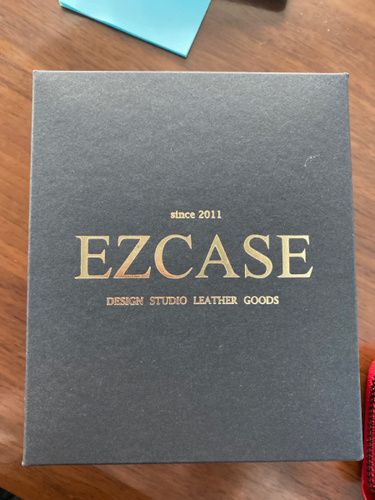 since 2011
EZCASE
DESIGN STUDIO LEATHER GOODS